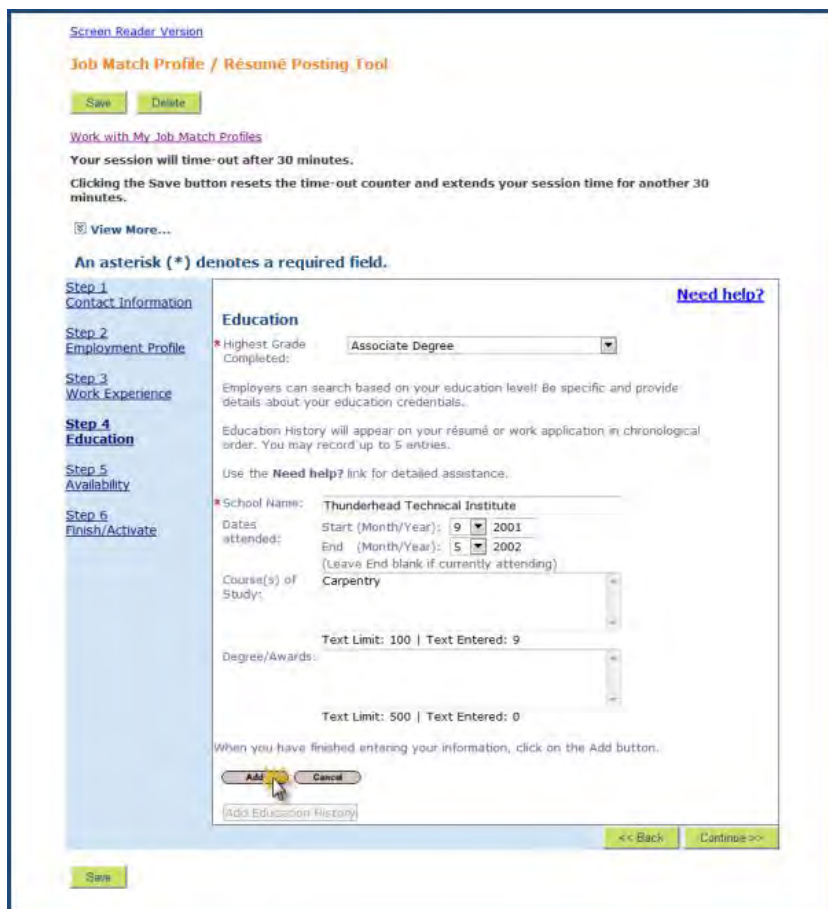 Screen Reader Version
Job Match Profile / Résumé Posting Tool
Save Delete
Work with My Job Match Profiles
Your session will time-out after 30 minutes.
Clicking the Save button resets the time-out counter and extends your session time for another 30
minutes.
View More...
An asterisk (*) denotes a required field.
Step 1
Contact Information
Step 2
Employment Profile
Step 3
Work Experience
Step 4
Education
Step 5
Availability
Step 6
Finish/Activate
Need help?
Education
* Highest Grade
Completed:
Associate Degree
Employers can search based on your education level! Be specific and provide
details about your education credentials.
Education History will appear on your résumé or work application in chronological
order. You may record up to 5 entries.
Use the Need help? link for detailed assistance.
* School Name: Thunderhead Technical Institute
Dates
attended:
Start (Month/Year): 9 2001
End (Month/Year): 5 2002
(Leave End blank if currently attending)
Course(s) of
Study:
Carpentry
Text Limit: 100 | Text Entered: 9
Degree/Awards:
Text Limit: 500 | Text Entered: 0
When you have finished entering your information, click on the Add button.
Add Cancel
Add Education History
<< Back Continue >>
Save